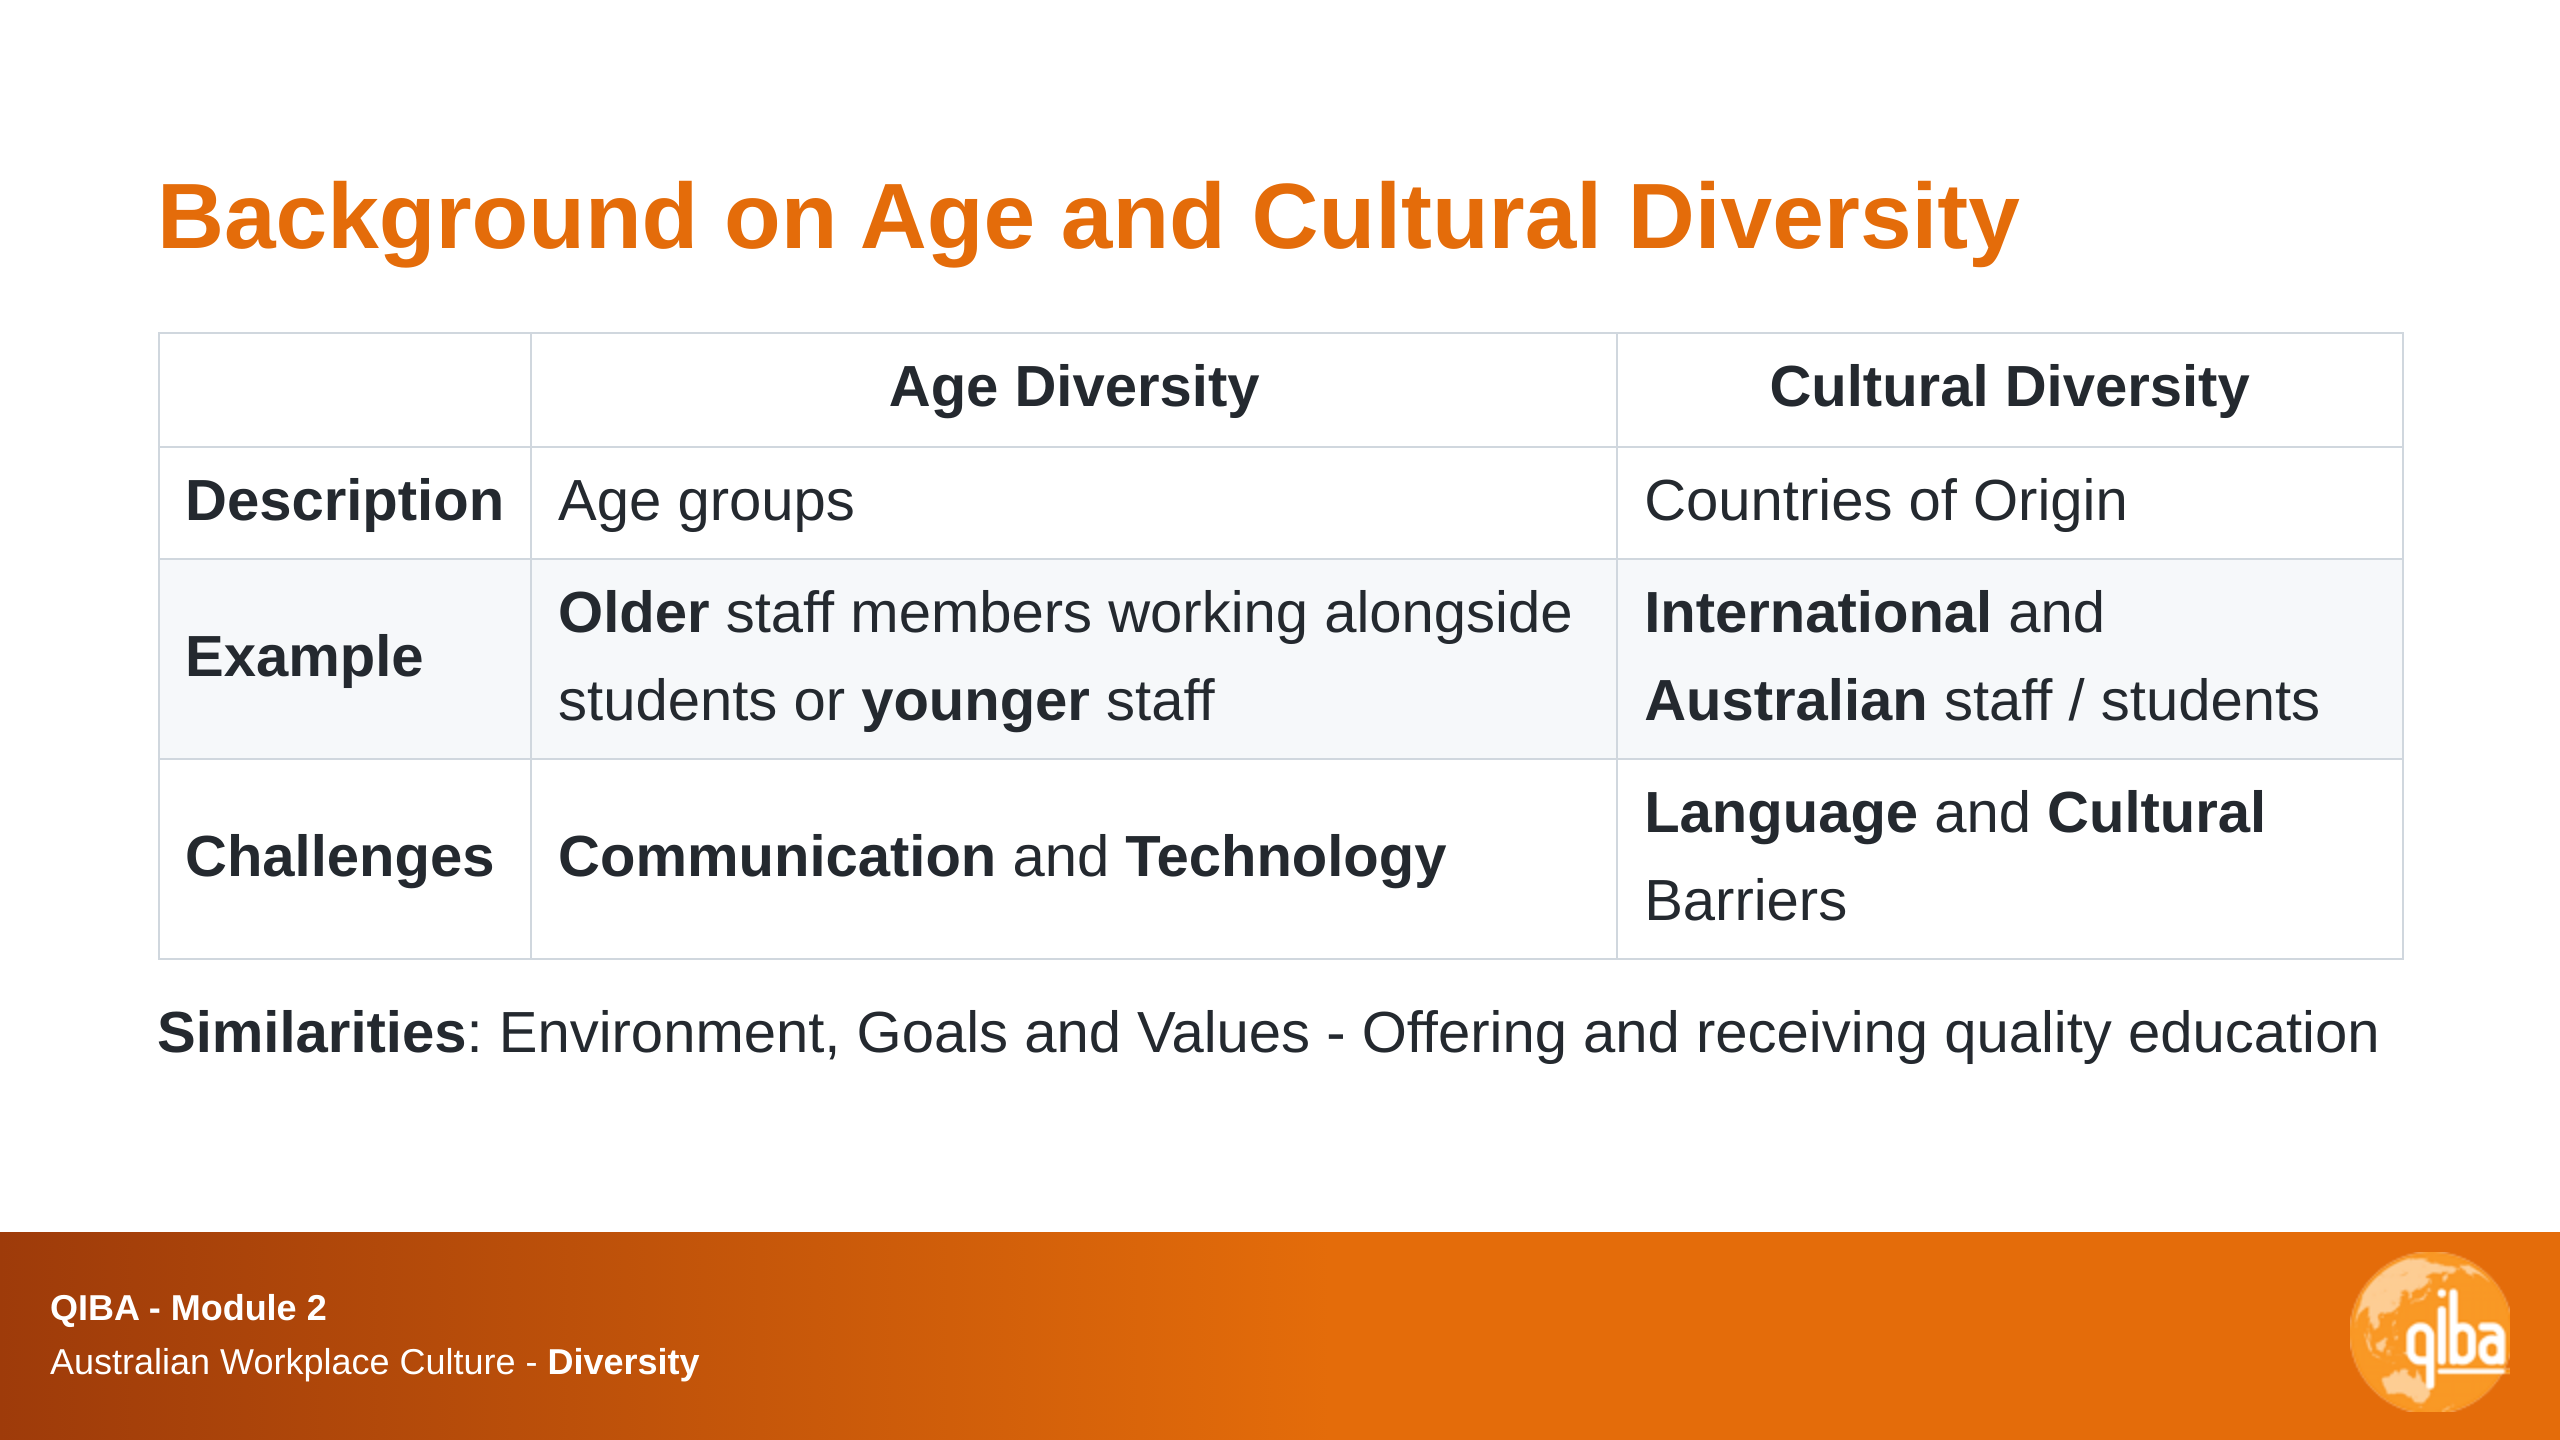 Background on Age and Cultural Diversity
Age Diversity Cultural Diversity
Description Age groups Countries of Origin
Example
Older staff members working alongside
students or younger staff
International and
Australian staff / students
Challenges
Communication and Technology
Language and Cultural
Barriers
Similarities: Environment, Goals and Values - Offering and receiving quality education
QIBA - Module 2
Australian Workplace Culture - Diversity
qiba